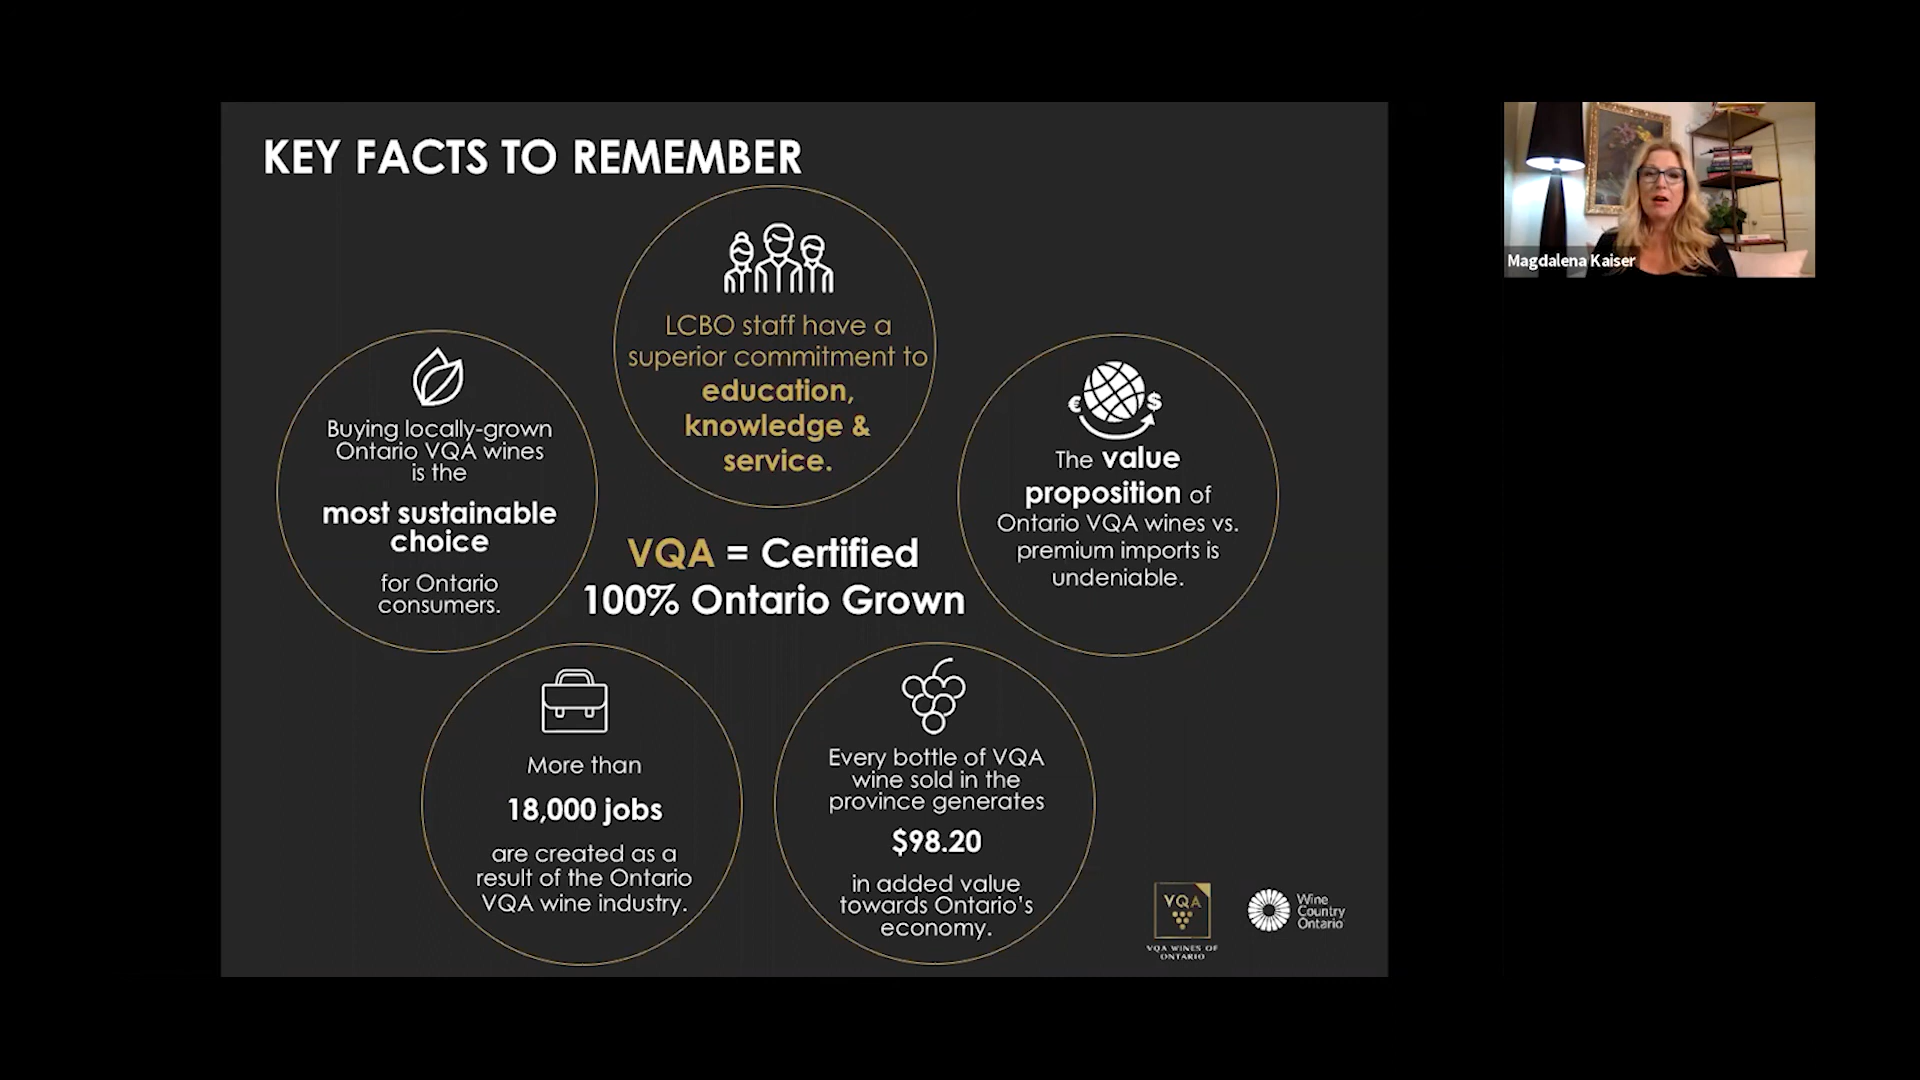 KEY FACTS TO REMEMBER
LCBO staff have a
superior commitment to
education,
knowledge &
service.
Buying locally-grown
Ontario VQA wines
is the
most sustainable
choice
for Ontario
consumers.
€ $
The value
proposition of
Ontario VQA wines vs.
premium imports is
undeniable.
VQA = Certified
100% Ontario Grown
More than
18,000 jobs
are created as a
result of the Ontario
VQA wine industry.
Every bottle of VQA
wine sold in the
province generates
$98.20
in added value
towards Ontario's
economy.
VQA
VQA WINES OF
ONTARIO
Wine
Country
Ontario
Magdalena Kaiser